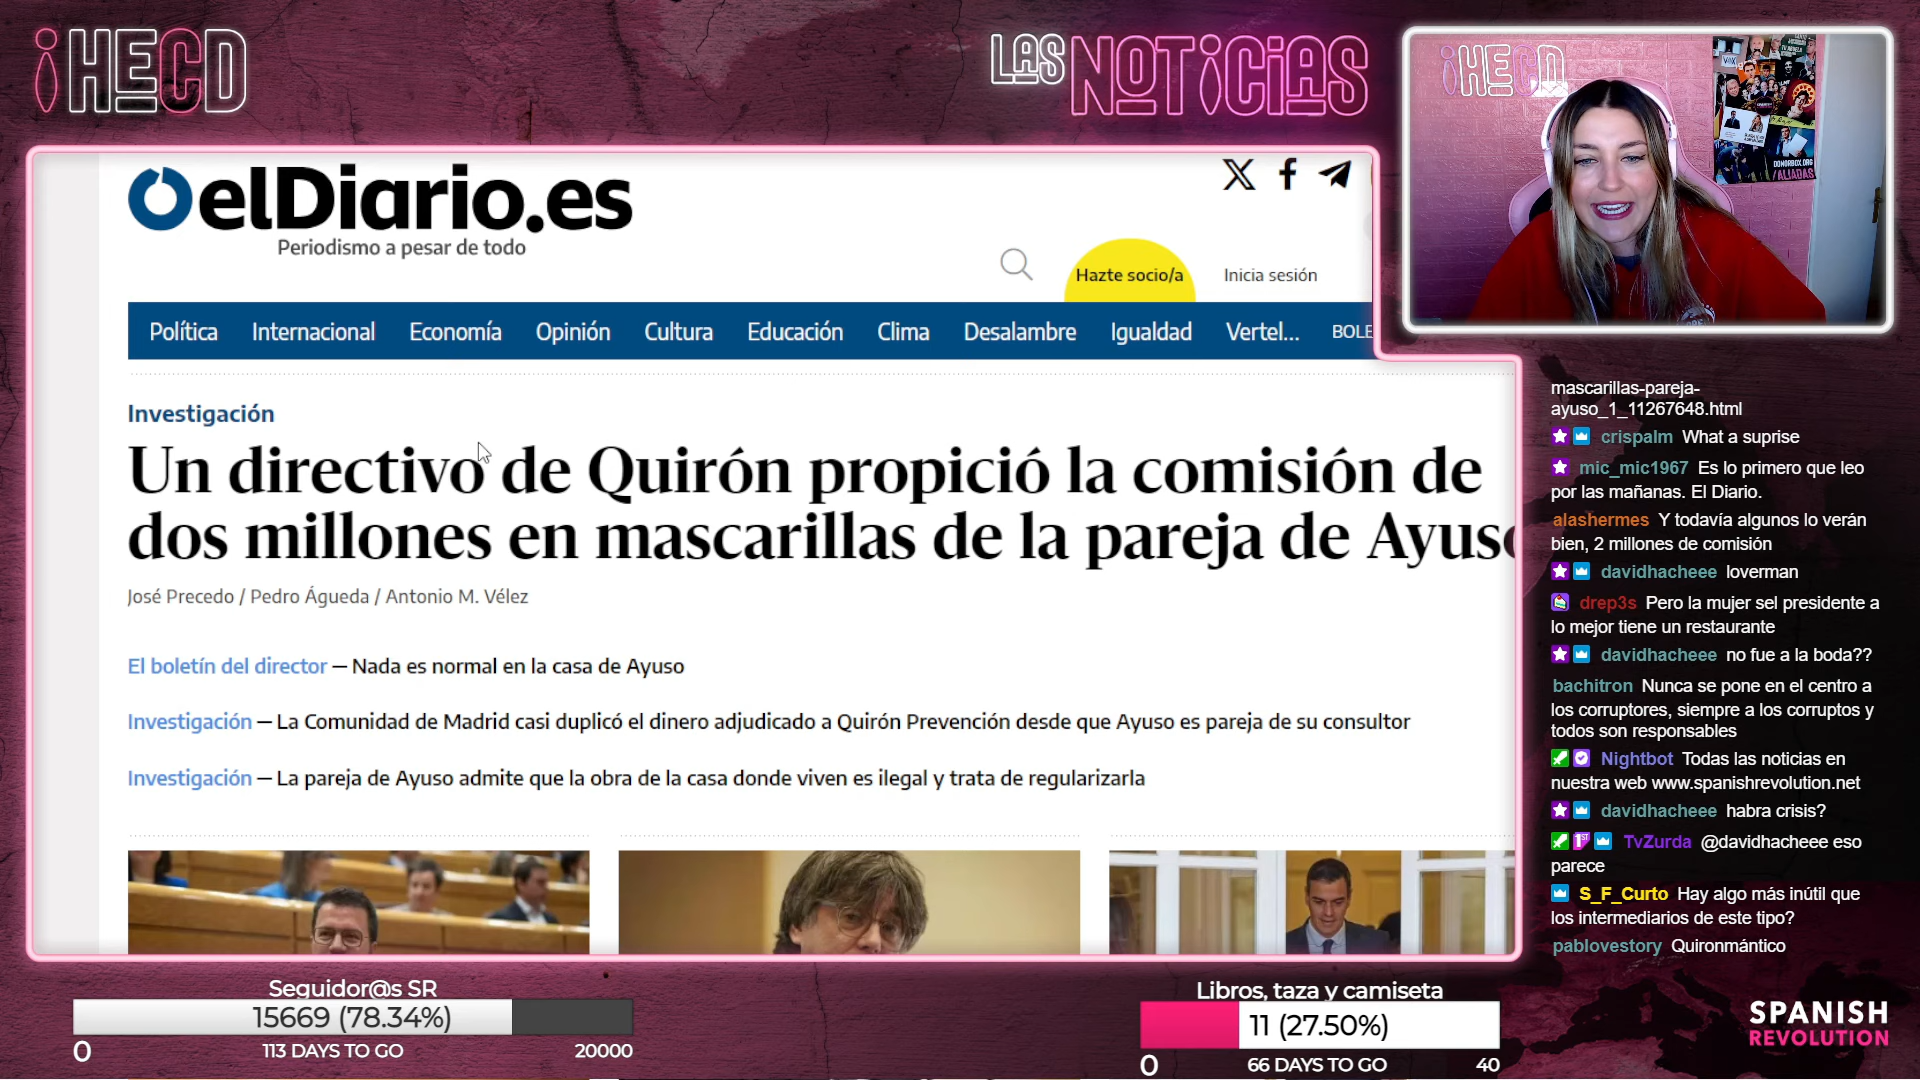 ¡HECD
LAS NOTICIAS
¡HECD
VOX
DONORBOX.ORG
/ALIADAS
elDiario.es
Periodismo a pesar de todo
Hazte socio/a
Inicia sesión
Política Internacional Economía Opinión Cultura Educación Clima Desalambre Igualdad Vertel... BOLE
Investigación
Un directivo de Quirón propició la comisión de
dos millones en mascarillas de la pareja de Ayuso
José Precedo / Pedro Águeda / Antonio M. Vélez
El boletín del director — Nada es normal en la casa de Ayuso
Investigación — La Comunidad de Madrid casi duplicó el dinero adjudicado a Quirón Prevención desde que Ayuso es pareja de su consultor
Investigación — La pareja de Ayuso admite que la obra de la casa donde viven es ilegal y trata de regularizarla
mascarillas-pareja-
ayuso_1_11267648.html
crispalm What a suprise
mic_mic1967 Es lo primero que leo
por las mañanas. El Diario.
alashermes Y todavía algunos lo verán
bien, 2 millones de comisión
davidhacheee loverman
drep3s Pero la mujer sel presidente a
lo mejor tiene un restaurante
davidhacheee no fue a la boda??
bachitron Nunca se pone en el centro a
los corruptores, siempre a los corruptos y
todos son responsables
Nightbot Todas las noticias en
nuestra web www.spanishrevolution.net
davidhacheee habra crisis?
1ST TvZurda @davidhacheee eso
parece
S_F_Curto Hay algo más inútil que
los intermediarios de este tipo?
pablovestory Quironmántico
Seguidor@s SR
15669 (78.34%)
0 113 DAYS TO GO 20000
Libros, taza y camiseta
11 (27.50%)
0 66 DAYS TO GO 40
SPANISH
REVOLUTION